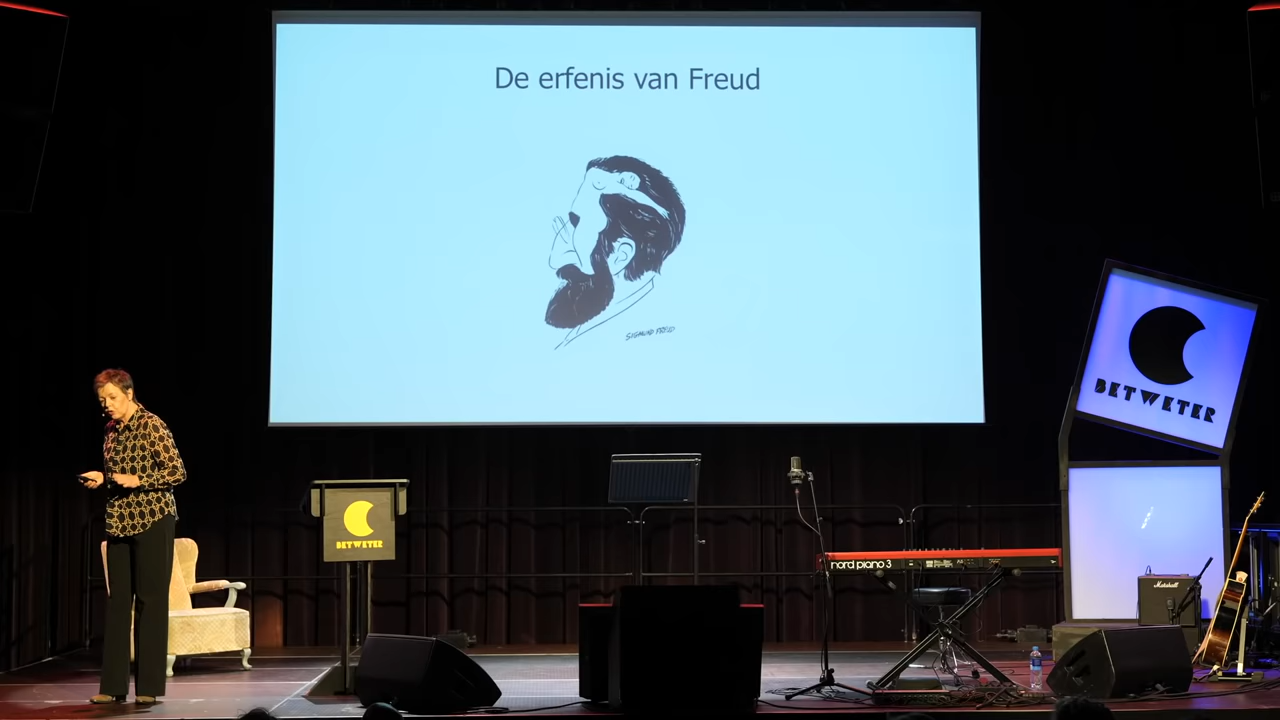 De erfenis van Freud
SIGMUND FREUD
BETWETER
BETWETER
nord piano 3
Marshall